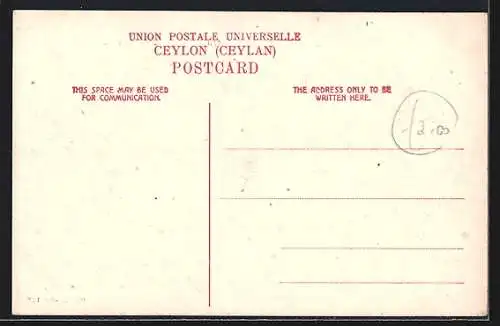 UNION POSTALE UNIVERSELLE
CEYLON (CEYLAN)
POSTCARD
THIS SPACE MAY BE USED
FOR COMMUNICATION.
THE ADDRESS ONLY TO BE
WRITTEN HERE.